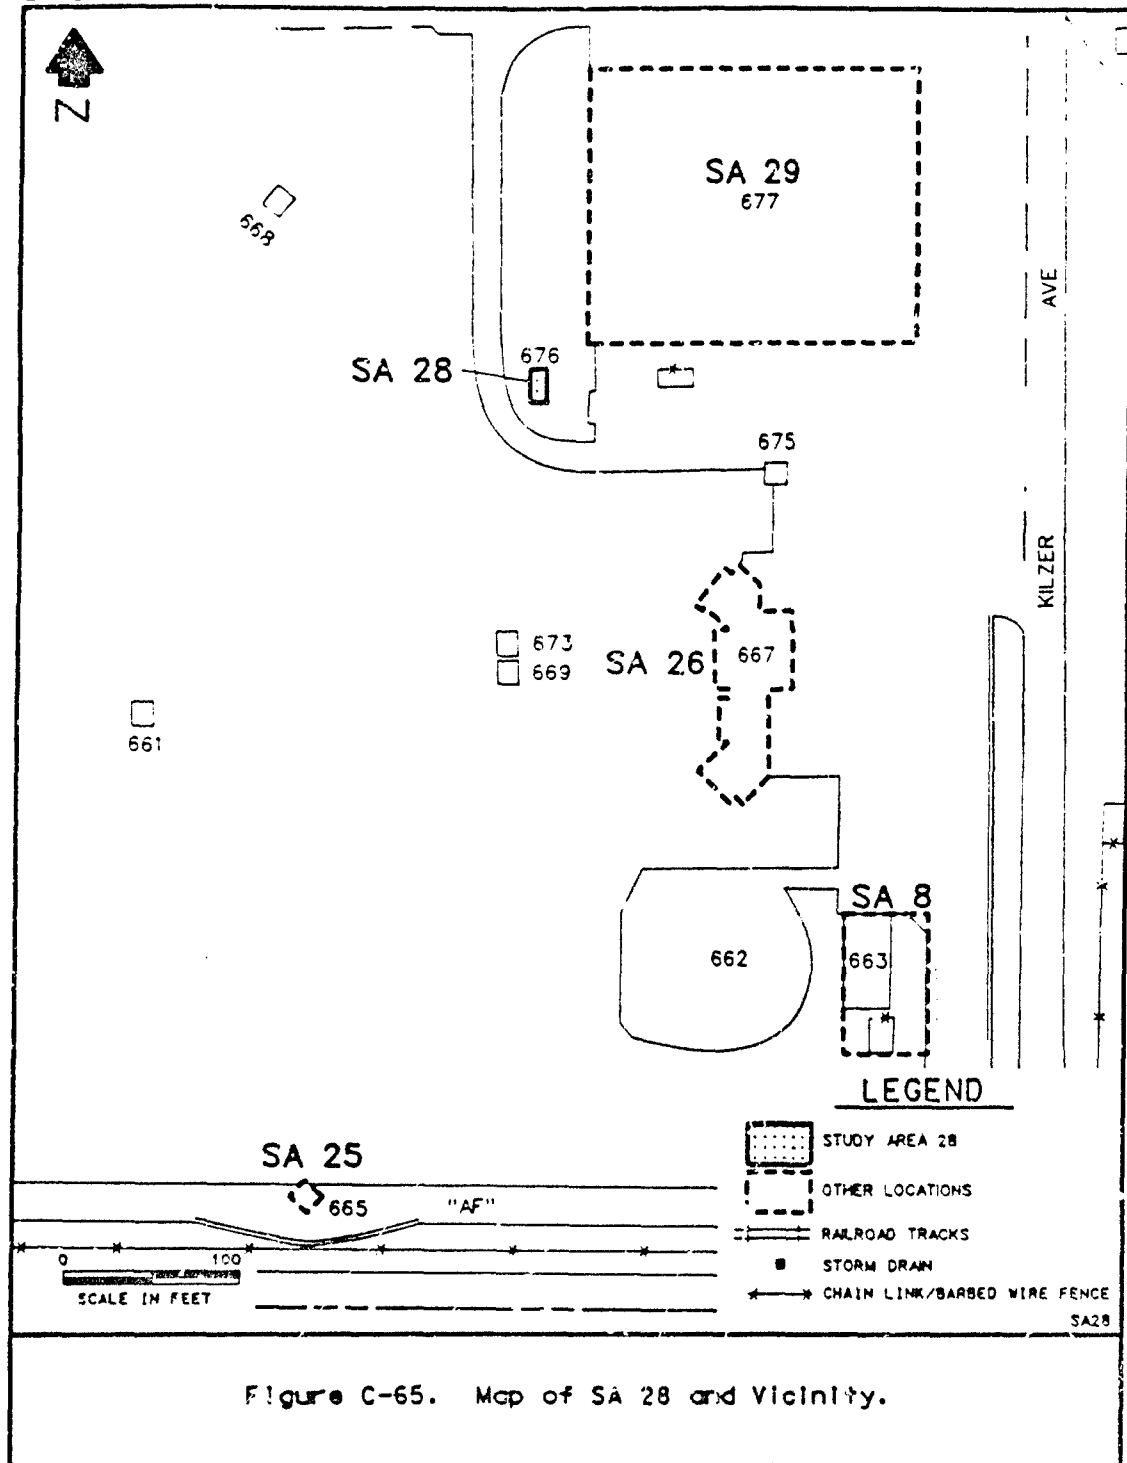 N
SA 29
677
668
AVE
676
SA 28
675
KILZER
673
SA 26
667
669
661
SA 8
662
663
LEGEND
STUDY AREA 28
SA 25
OTHER LOCATIONS
665
"AF"
RAILROAD TRACKS
0 100
STORM DRAIN
SCALE IN FEET
CHAIN LINK/BARBED WIRE FENCE
SA28
Figure C-65. Map of SA 28 and Vicinity.